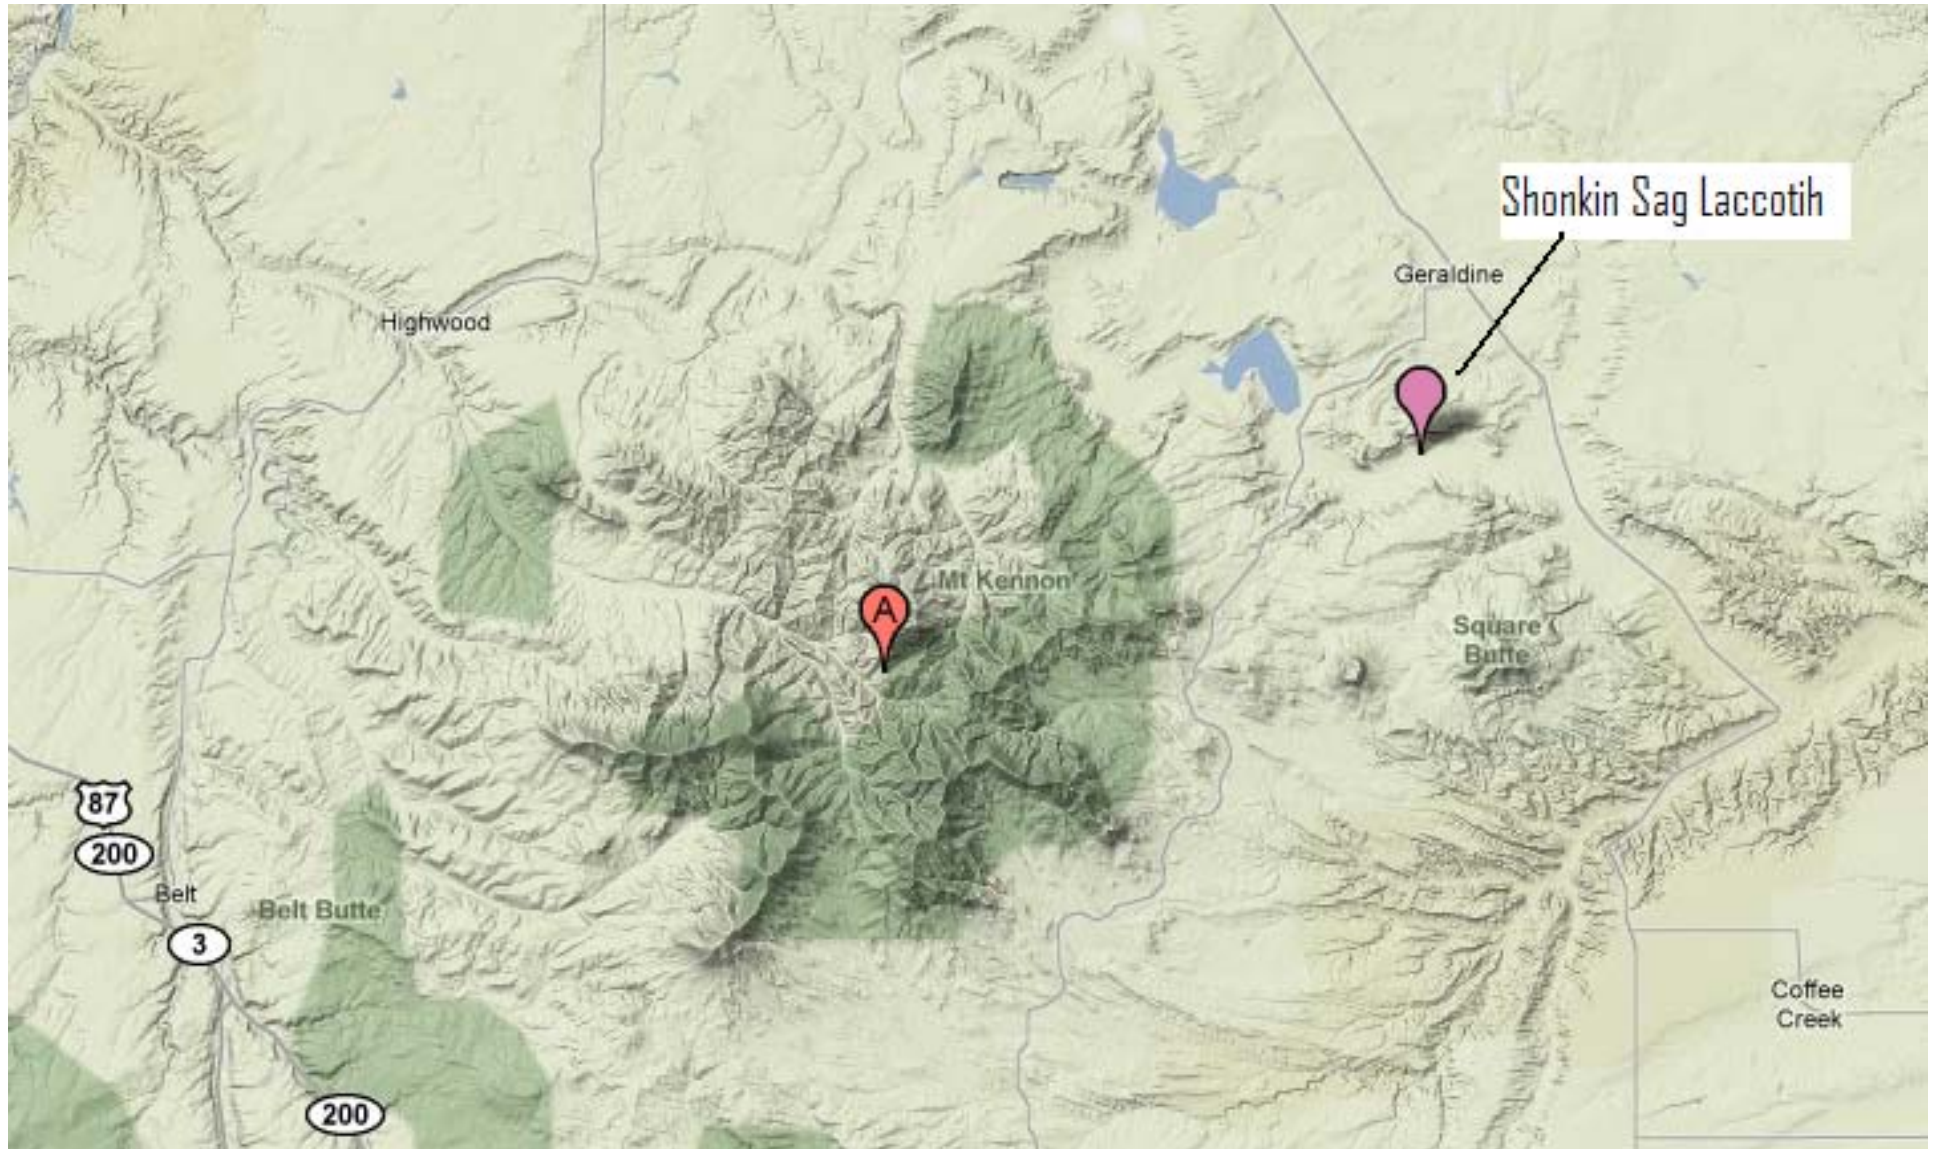 Shonkin Sag Laccotih
Geraldine
Highwood
Mt Kennon
A
Square
Butte
87
200
Belt
Belt Butte
3
Coffee
Creek
200